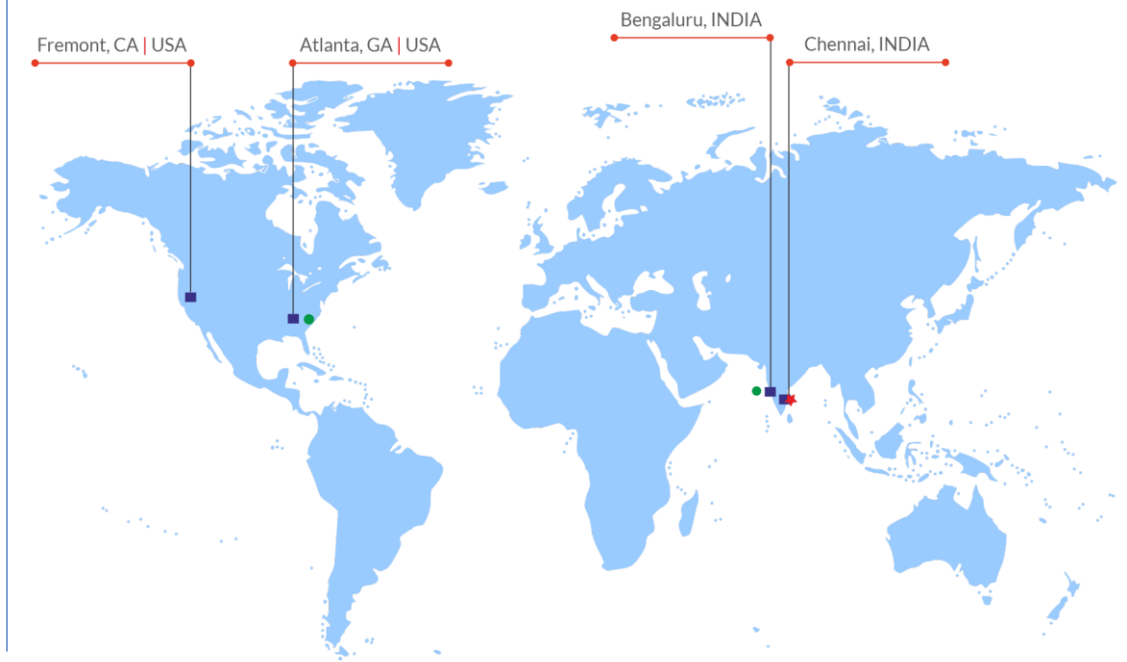 Bengaluru, INDIA
Fremont, CA | USA
Atlanta, GA | USA
Chennai, INDIA